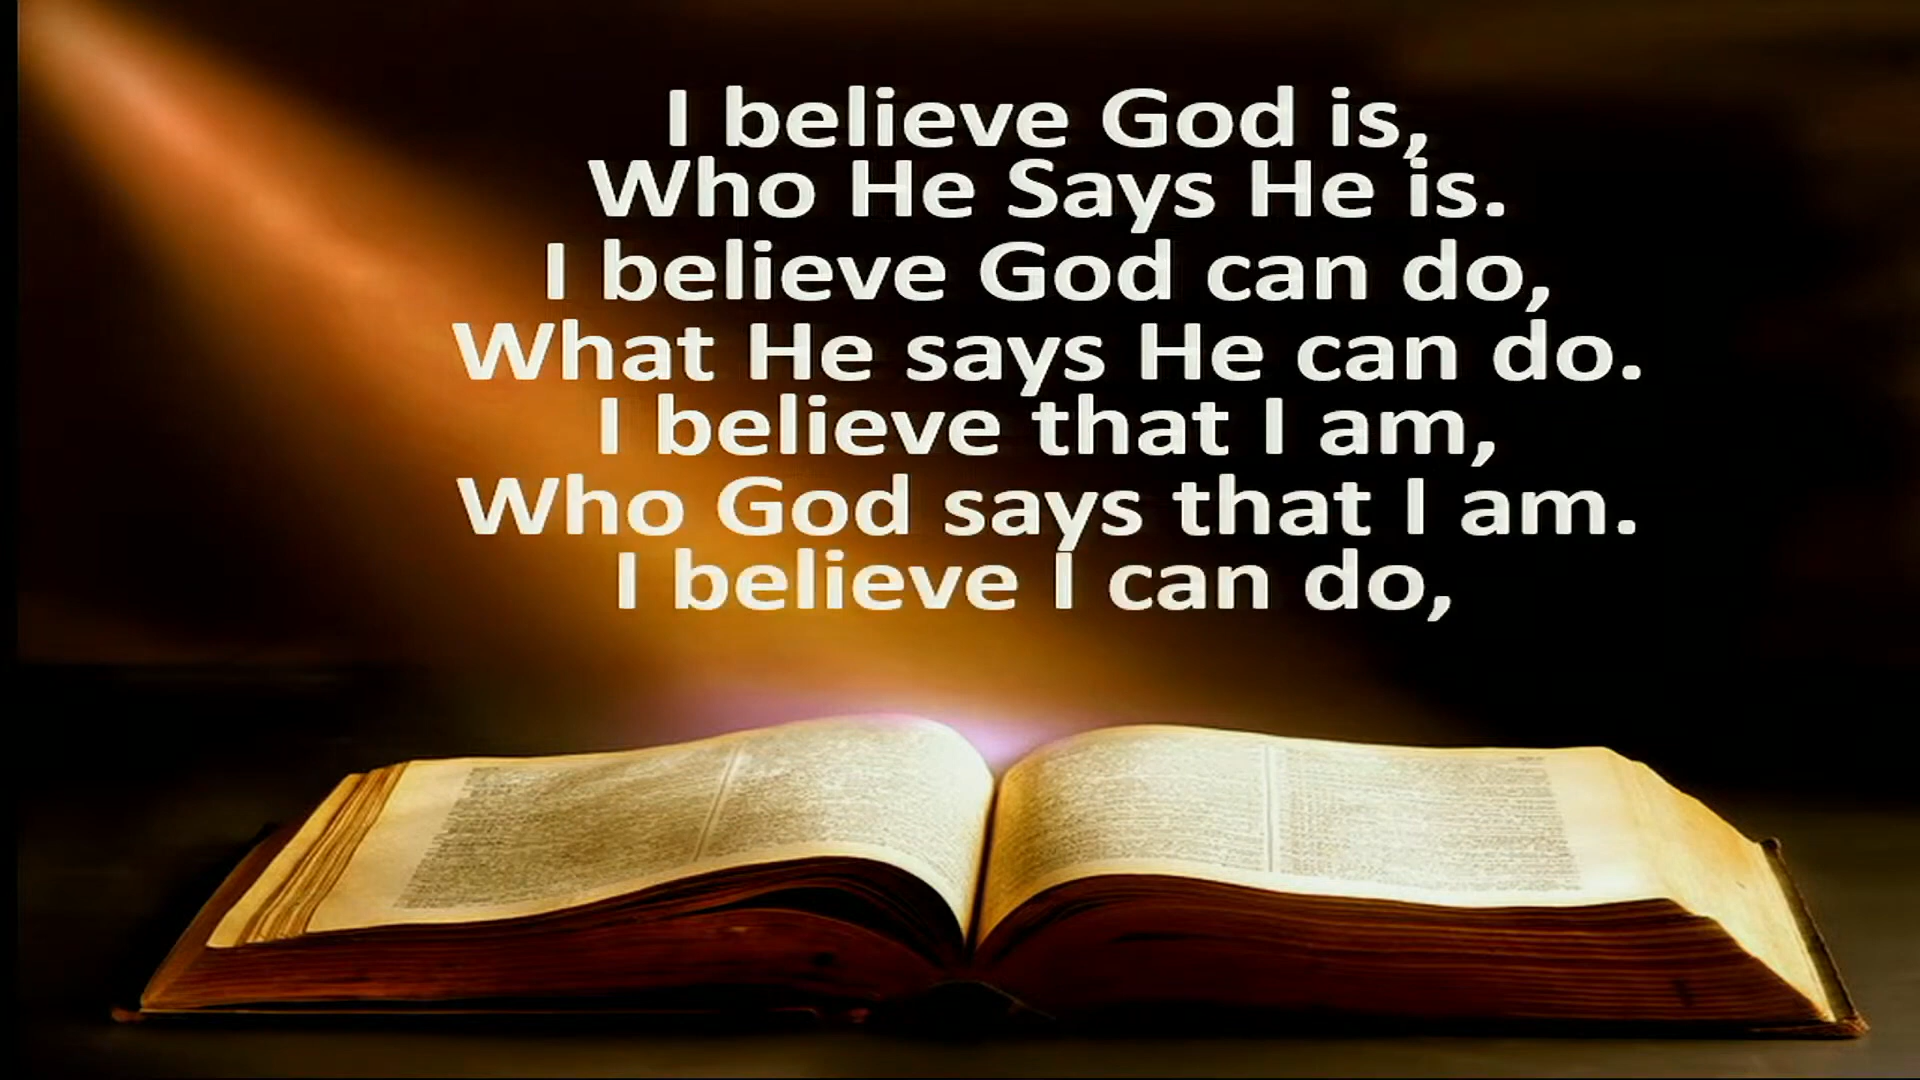 I believe God is,
Who He Says He is.
I believe God can do,
What He says He can do.
I believe that I am,
Who God says that I am.
I believe I can do,